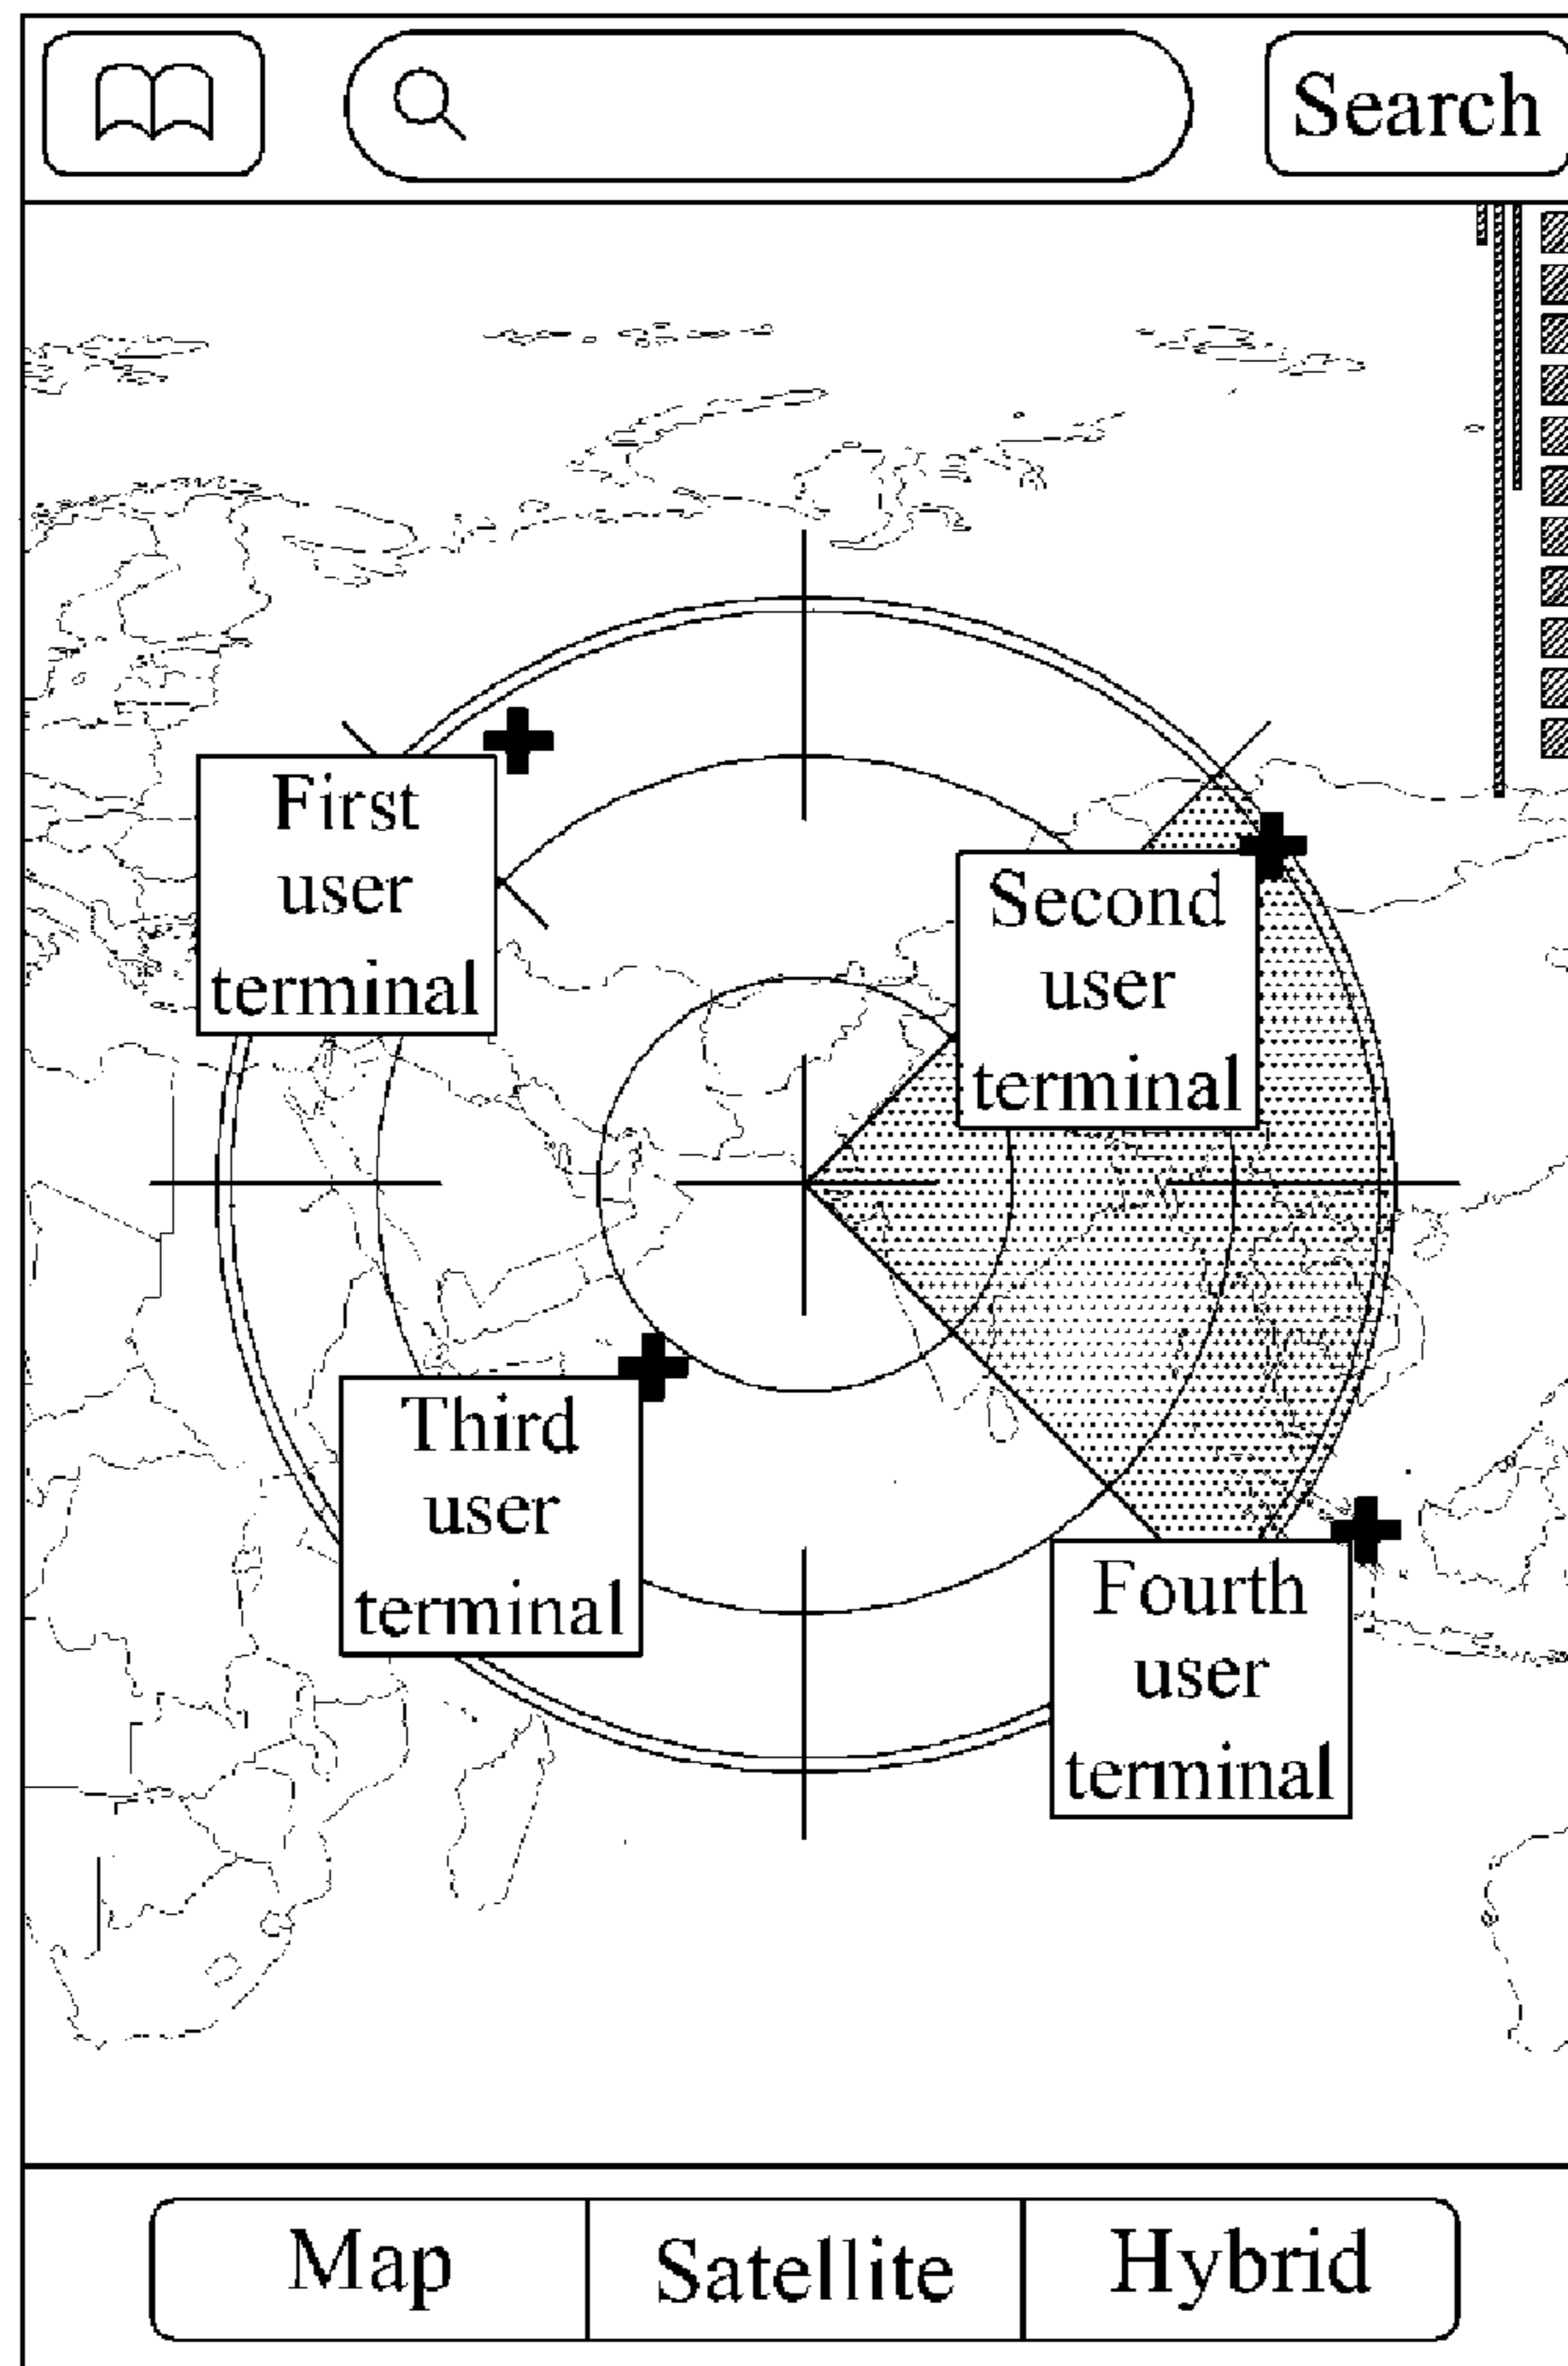 Search
First
user
terminal
Second
user
terminal
Third
user
terminal
Fourth
user
terminal
Map
Satellite
Hybrid